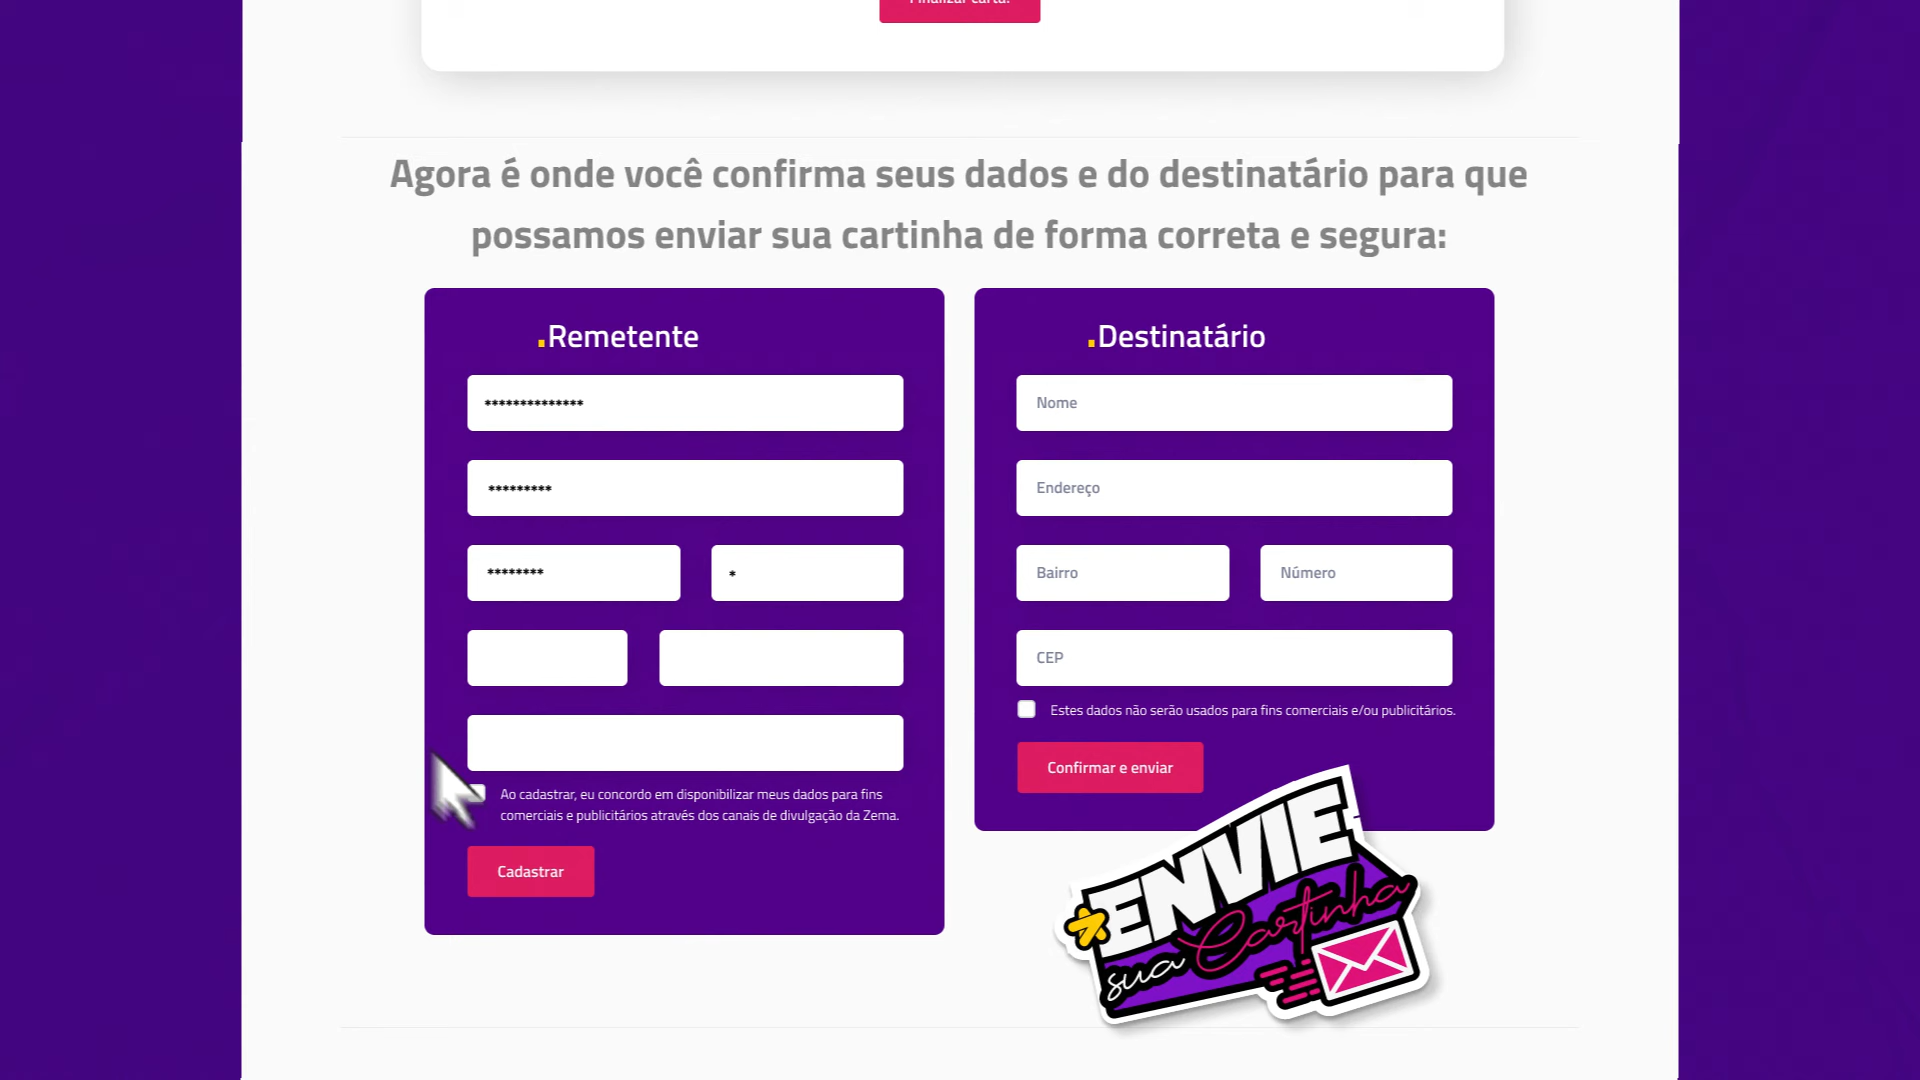 Finalizar carta!
Agora é onde você confirma seus dados e do destinatário para que
possamos enviar sua cartinha de forma correta e segura:
.Remetente
**************
*********
********
*
Ao cadastrar, eu concordo em disponibilizar meus dados para fins
comerciais e publicitários através dos canais de divulgação da Zema.
Cadastrar
.Destinatário
Nome
Endereço
Bairro
Número
CEP
Estes dados não serão usados para fins comerciais e/ou publicitários.
Confirmar e enviar
ENVIE
sua Cartinha